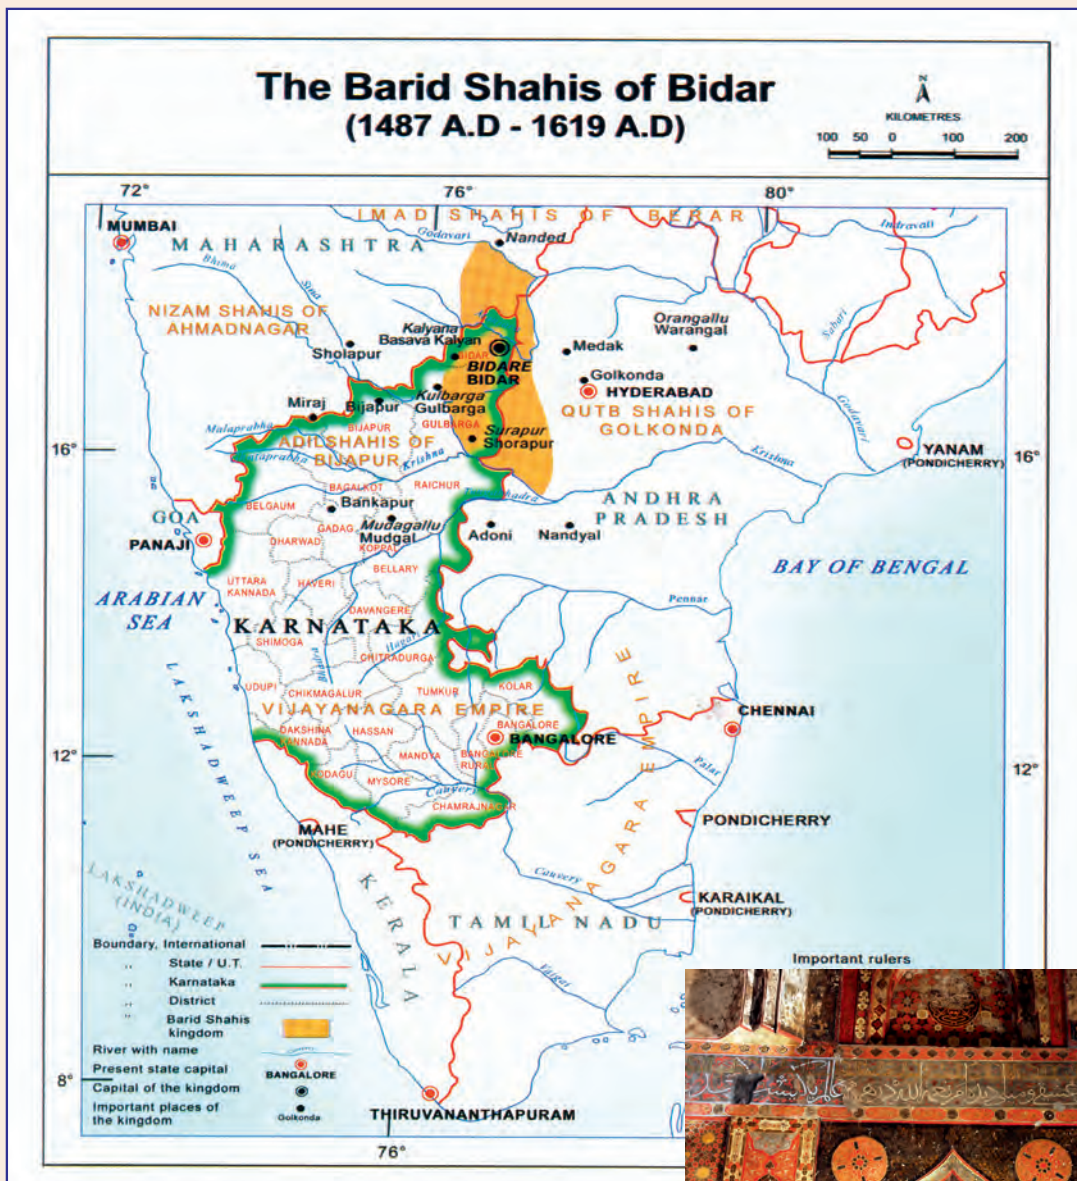 The Barid Shahis of Bidar
(1487 A.D - 1619 A.D)
N
KILOMETRES
100 50 0 100 200
72° 76° 80°
IMAD SHAHIS OF BERAR
MUMBAI
MAHARASHTRA
Godavari
Nanded
Indravati
Bhima
Sina
NIZAM SHAHIS OF
AHMADNAGAR
Sabari
Kalyana
Basava Kalyan
BIDAR
Orangallu
Warangal
Sholapur
BIDARE
BIDAR
Medak
Golkonda
HYDERABAD
Kulbarga
Gulbarga
Miraj
Bijapur
BIJAPUR
GULBARGA
QUTB SHAHIS OF
GOLKONDA
Godavari
Malaprabha
Surapur
Shorapur
ADILSHAHIS OF
BIJAPUR
Krishna
Krishna
YANAM
(PONDICHERRY)
16° 16°
BAGALKOT
RAICHUR
BELGAUM
Bankapur
ANDHRA
PRADESH
GOA
PANAJI
GADAG
Mudagallu
Mudgal
Adoni
Nandyal
DHARWAD
KOPPAL
BELLARY
BAY OF BENGAL
UTTARA
KANNADA
HAVERI
ARABIAN
SEA
DAVANGERE
Pennar
KARNATAKA
SHIMOGA
Hagari
CHITRADURGA
Bhadra
UDUPI
CHIKMAGALUR
TUMKUR
KOLAR
VIJAYANAGARA EMPIRE
LAKSHADWEEP SEA
DAKSHINA
KANNADA
HASSAN
BANGALORE
BANGALORE
CHENNAI
MANDYA
BANGALORE
RURAL
12° 12°
KODAGU
MYSORE
Cauvery
Palar
CHAMRAJNAGAR
VIJAYANAGARA EMPIRE
MAHE
(PONDICHERRY)
PONDICHERRY
KERALA
Cauvery
KARAIKAL
(PONDICHERRY)
LAKSHADWEEP
(INDIA)
TAMIL NADU
Vaigai
Important rulers
Boundary, International
,, State / U.T.
,, Karnataka
,, District
,, Barid Shahis
kingdom
River with name
Present state capital BANGALORE
Capital of the kingdom
Important places of
the kingdom Golkonda
8°
THIRUVANANTHAPURAM
76°